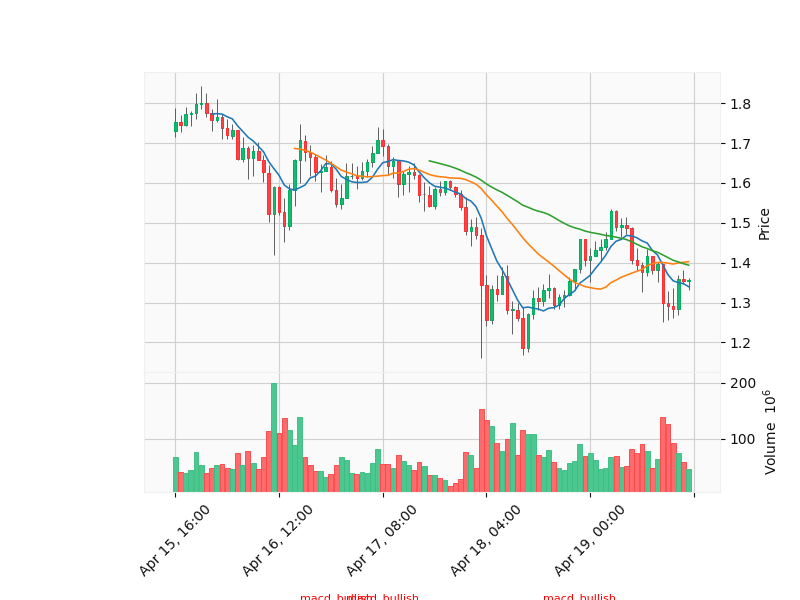 1.8
1.7
1.6
1.5
1.4
1.3
1.2
Price
200
100
Volume 10^6
Apr 15, 16:00
Apr 16, 12:00
Apr 17, 08:00
Apr 18, 04:00
Apr 19, 00:00
macd_bullish
macd_bullish
macd_bullish